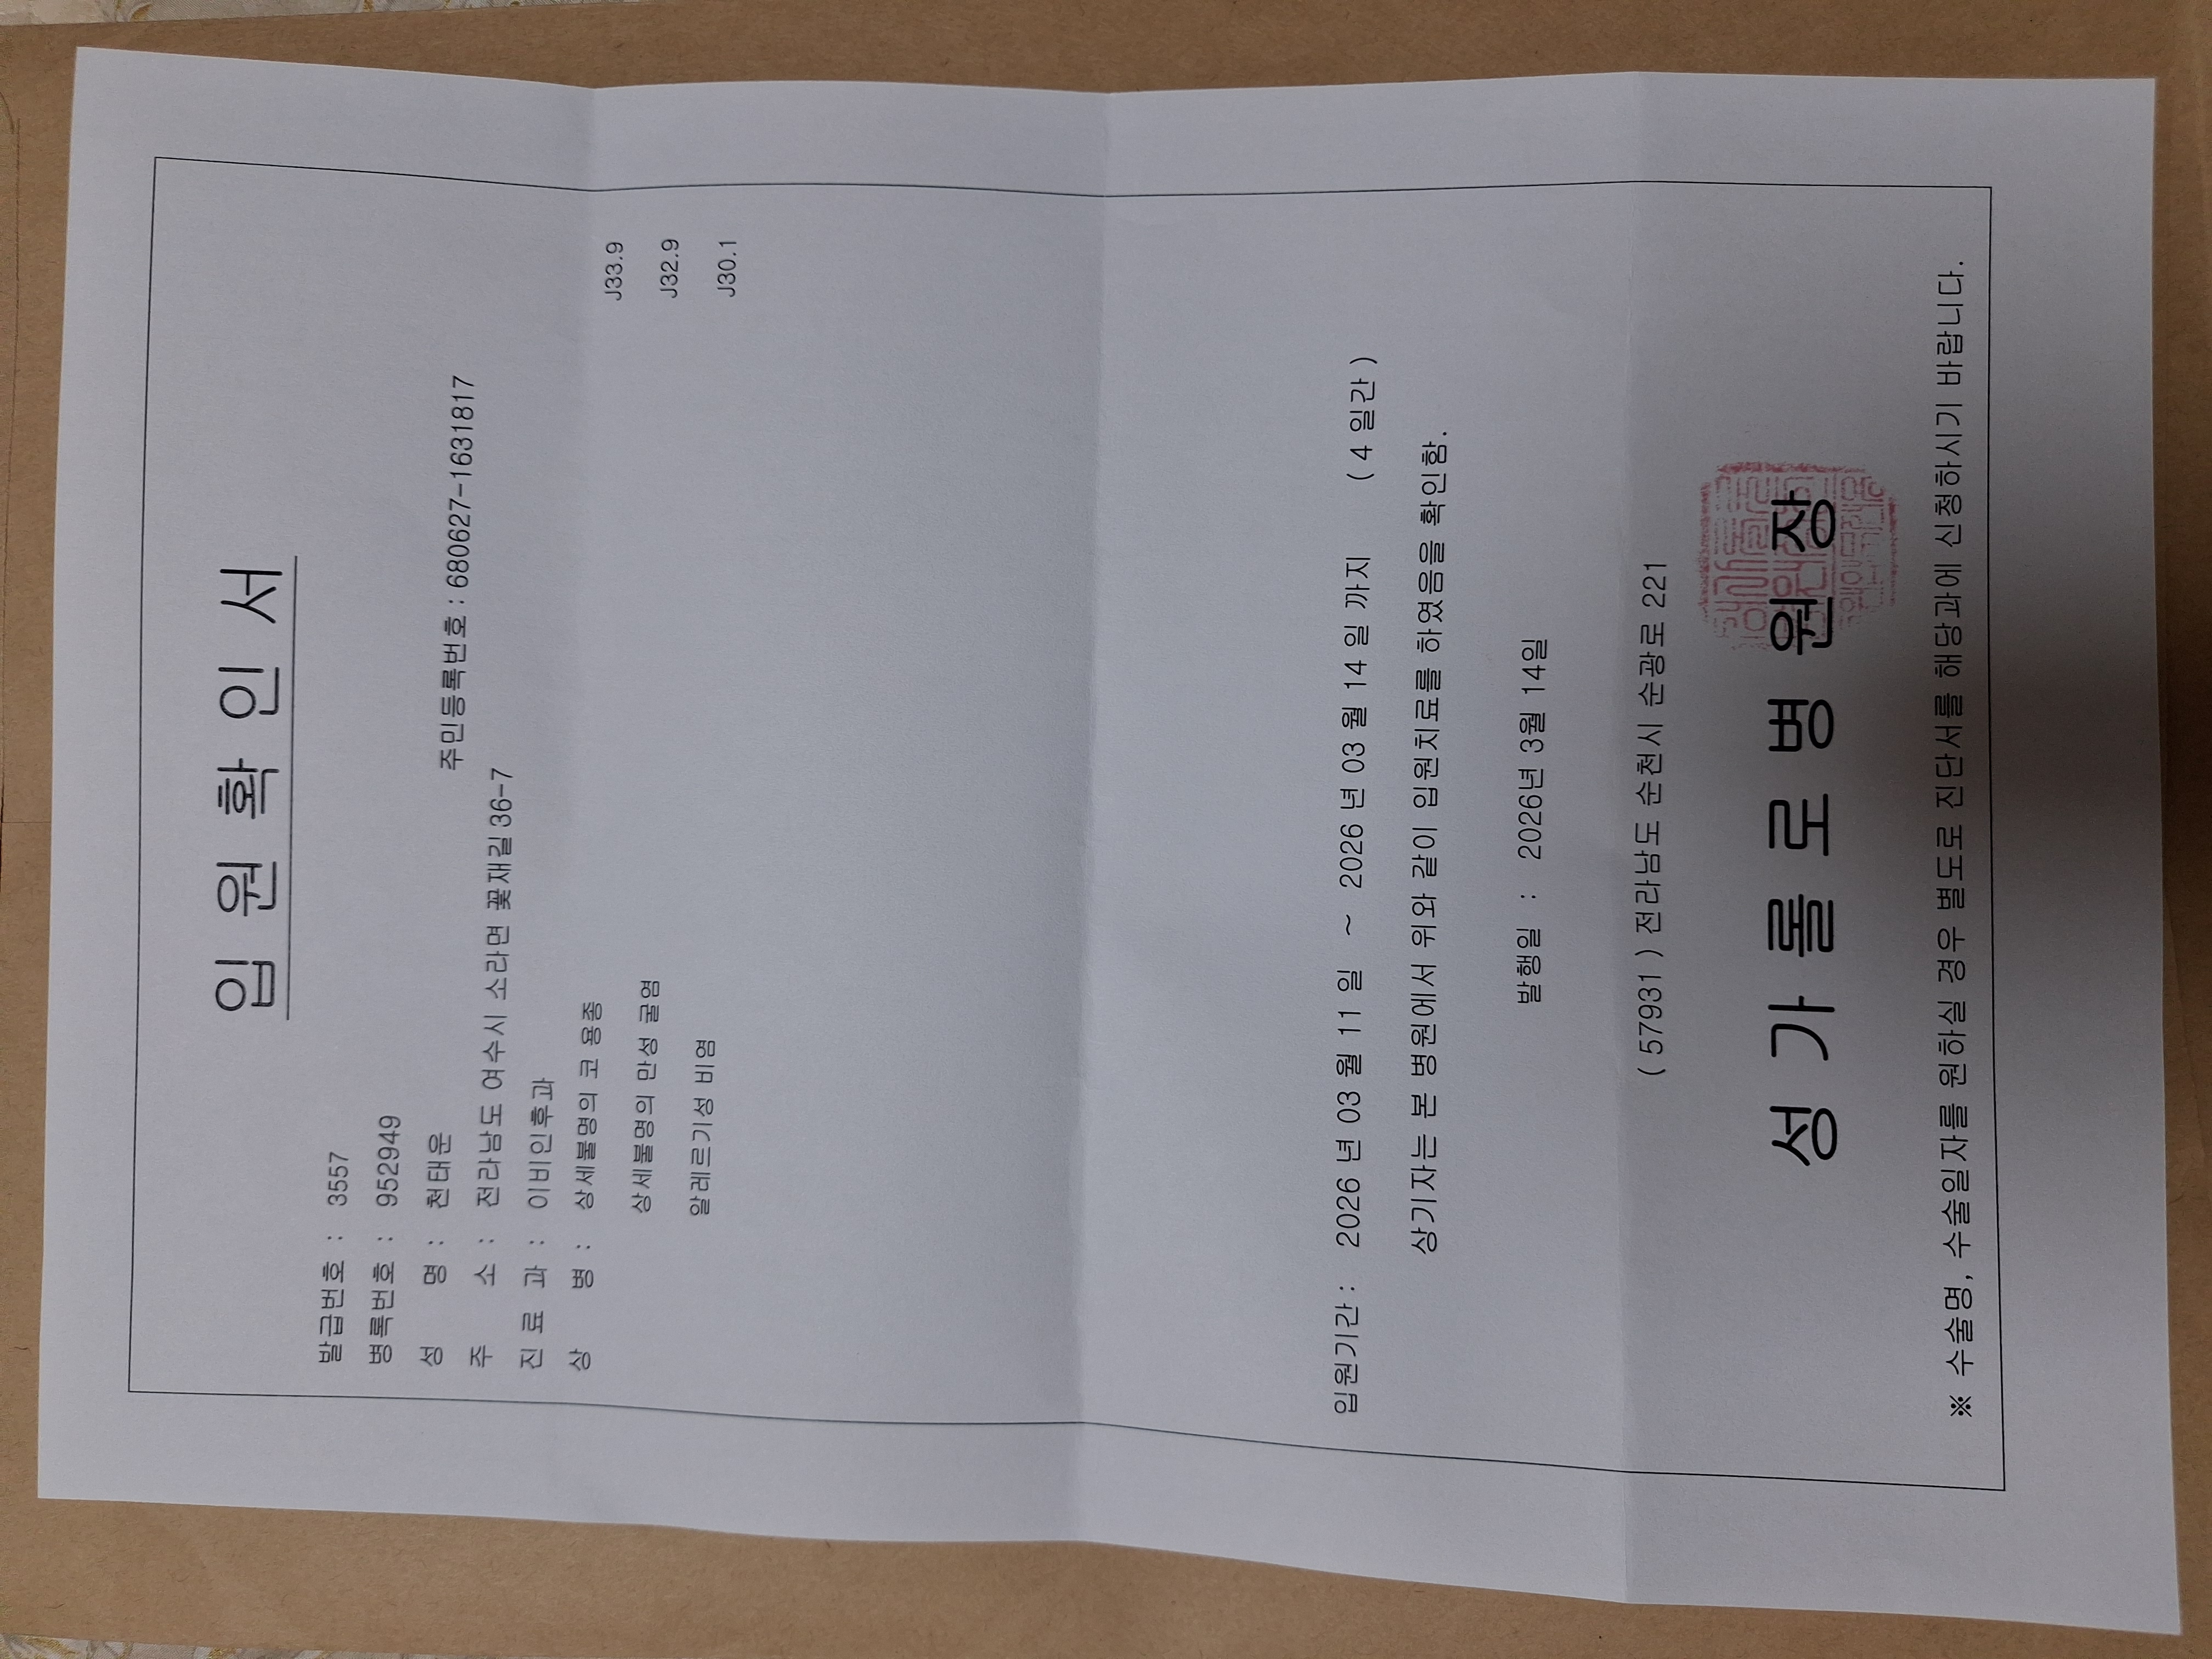 입 원 확 인 서
발급번호 : 3557
병록번호 : 952949
성 명 : 천태운 주민등록번호 : 680627-1631817
주 소 : 전라남도 여수시 소라면 꽃재길 36-7
진 료 과 : 이비인후과
상 병 : 상세불명의 코 용종 J33.9
상세불명의 만성 굴염 J32.9
알레르기성 비염 J30.1
입원기간 : 2026 년 03 월 11 일 ~ 2026 년 03 월 14 일 까지 ( 4 일간 )
상기자는 본 병원에서 위와 같이 입원치료를 하였음을 확인함.
발행일 : 2026년 3월 14일
( 57931 ) 전라남도 순천시 순광로 221
성 가 롤 로 병 원 장
※ 수술명, 수술일자를 원하실 경우 별도로 진단서를 해당과에 신청하시기 바랍니다.